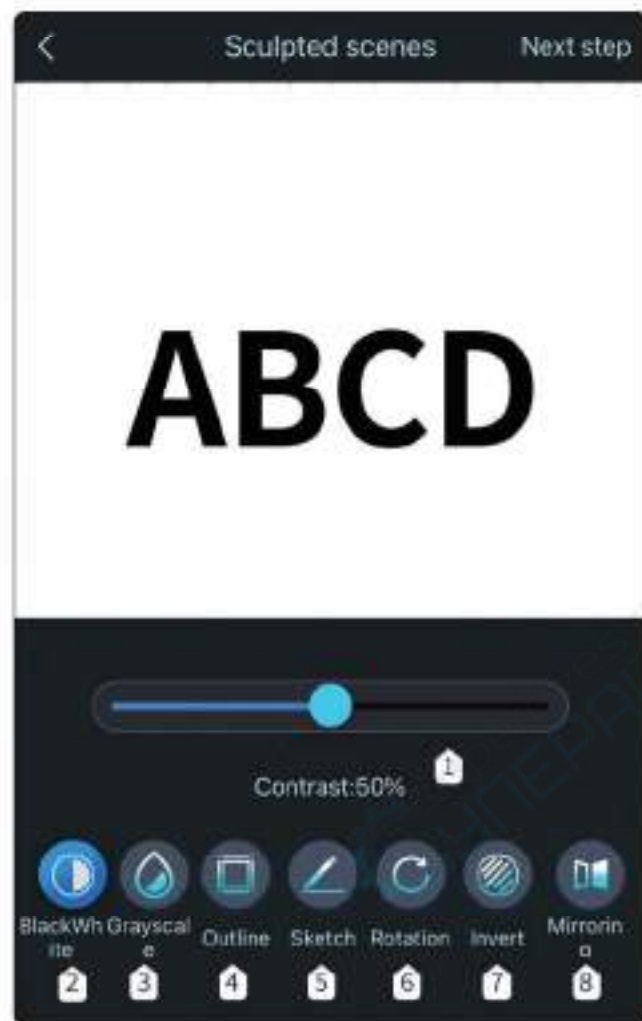 Sculpted scenes Next step
ABCD
1
Contrast:50%
BlackWh Grayscal Outline Sketch Rotation Invert Mirrorin
ite e g
2 3 4 5 6 7 8